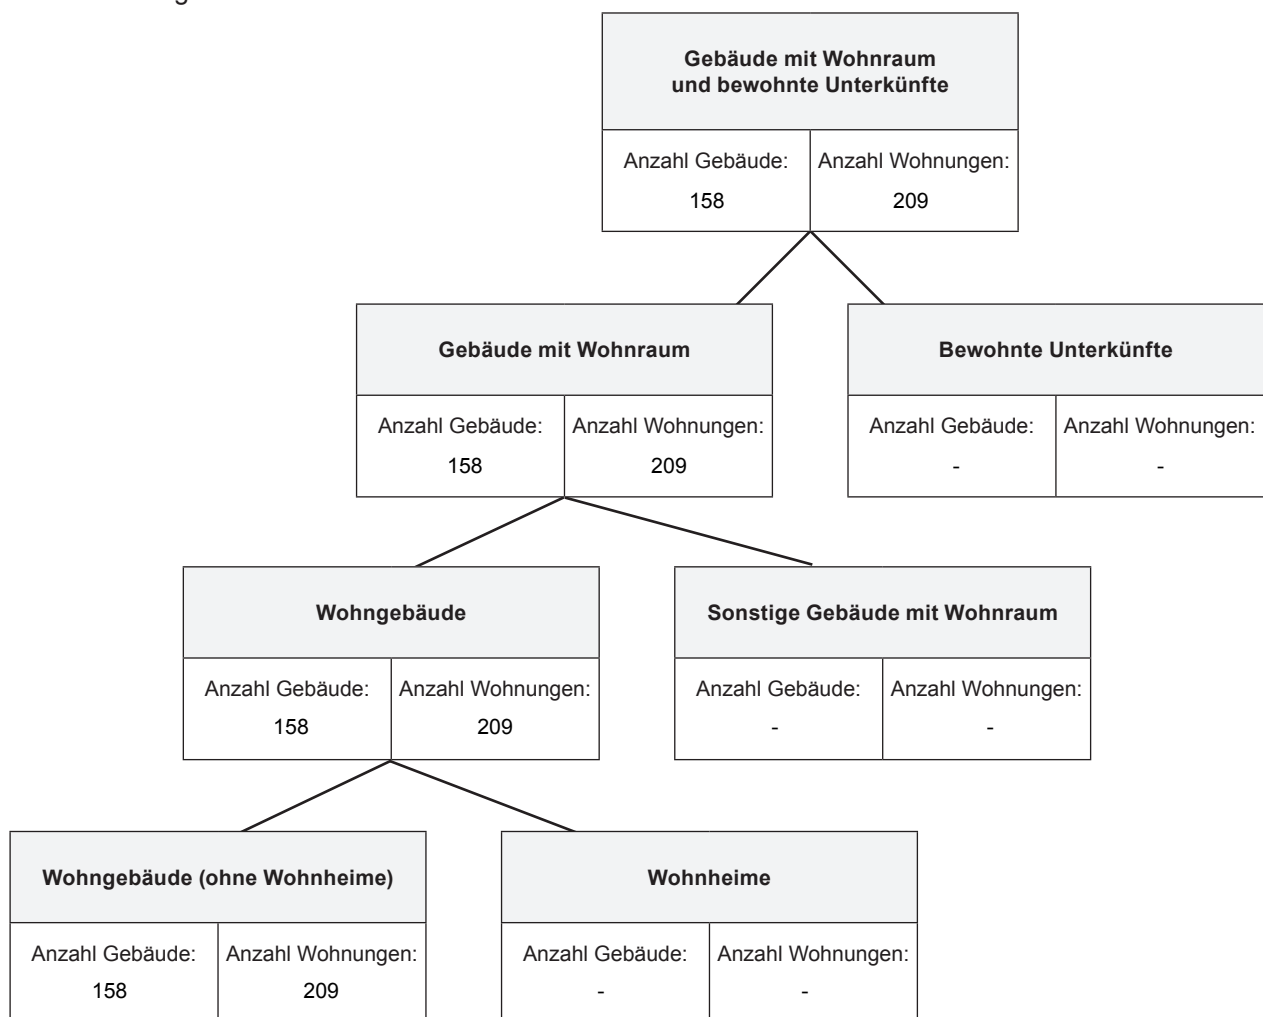 Gebäude mit Wohnraum
und bewohnte Unterkünfte
Anzahl Gebäude: Anzahl Wohnungen:
158 209
Gebäude mit Wohnraum
Anzahl Gebäude: Anzahl Wohnungen:
158 209
Bewohnte Unterkünfte
Anzahl Gebäude: Anzahl Wohnungen:
- -
Wohngebäude
Anzahl Gebäude: Anzahl Wohnungen:
158 209
Sonstige Gebäude mit Wohnraum
Anzahl Gebäude: Anzahl Wohnungen:
- -
Wohngebäude (ohne Wohnheime)
Anzahl Gebäude: Anzahl Wohnungen:
158 209
Wohnheime
Anzahl Gebäude: Anzahl Wohnungen:
- -